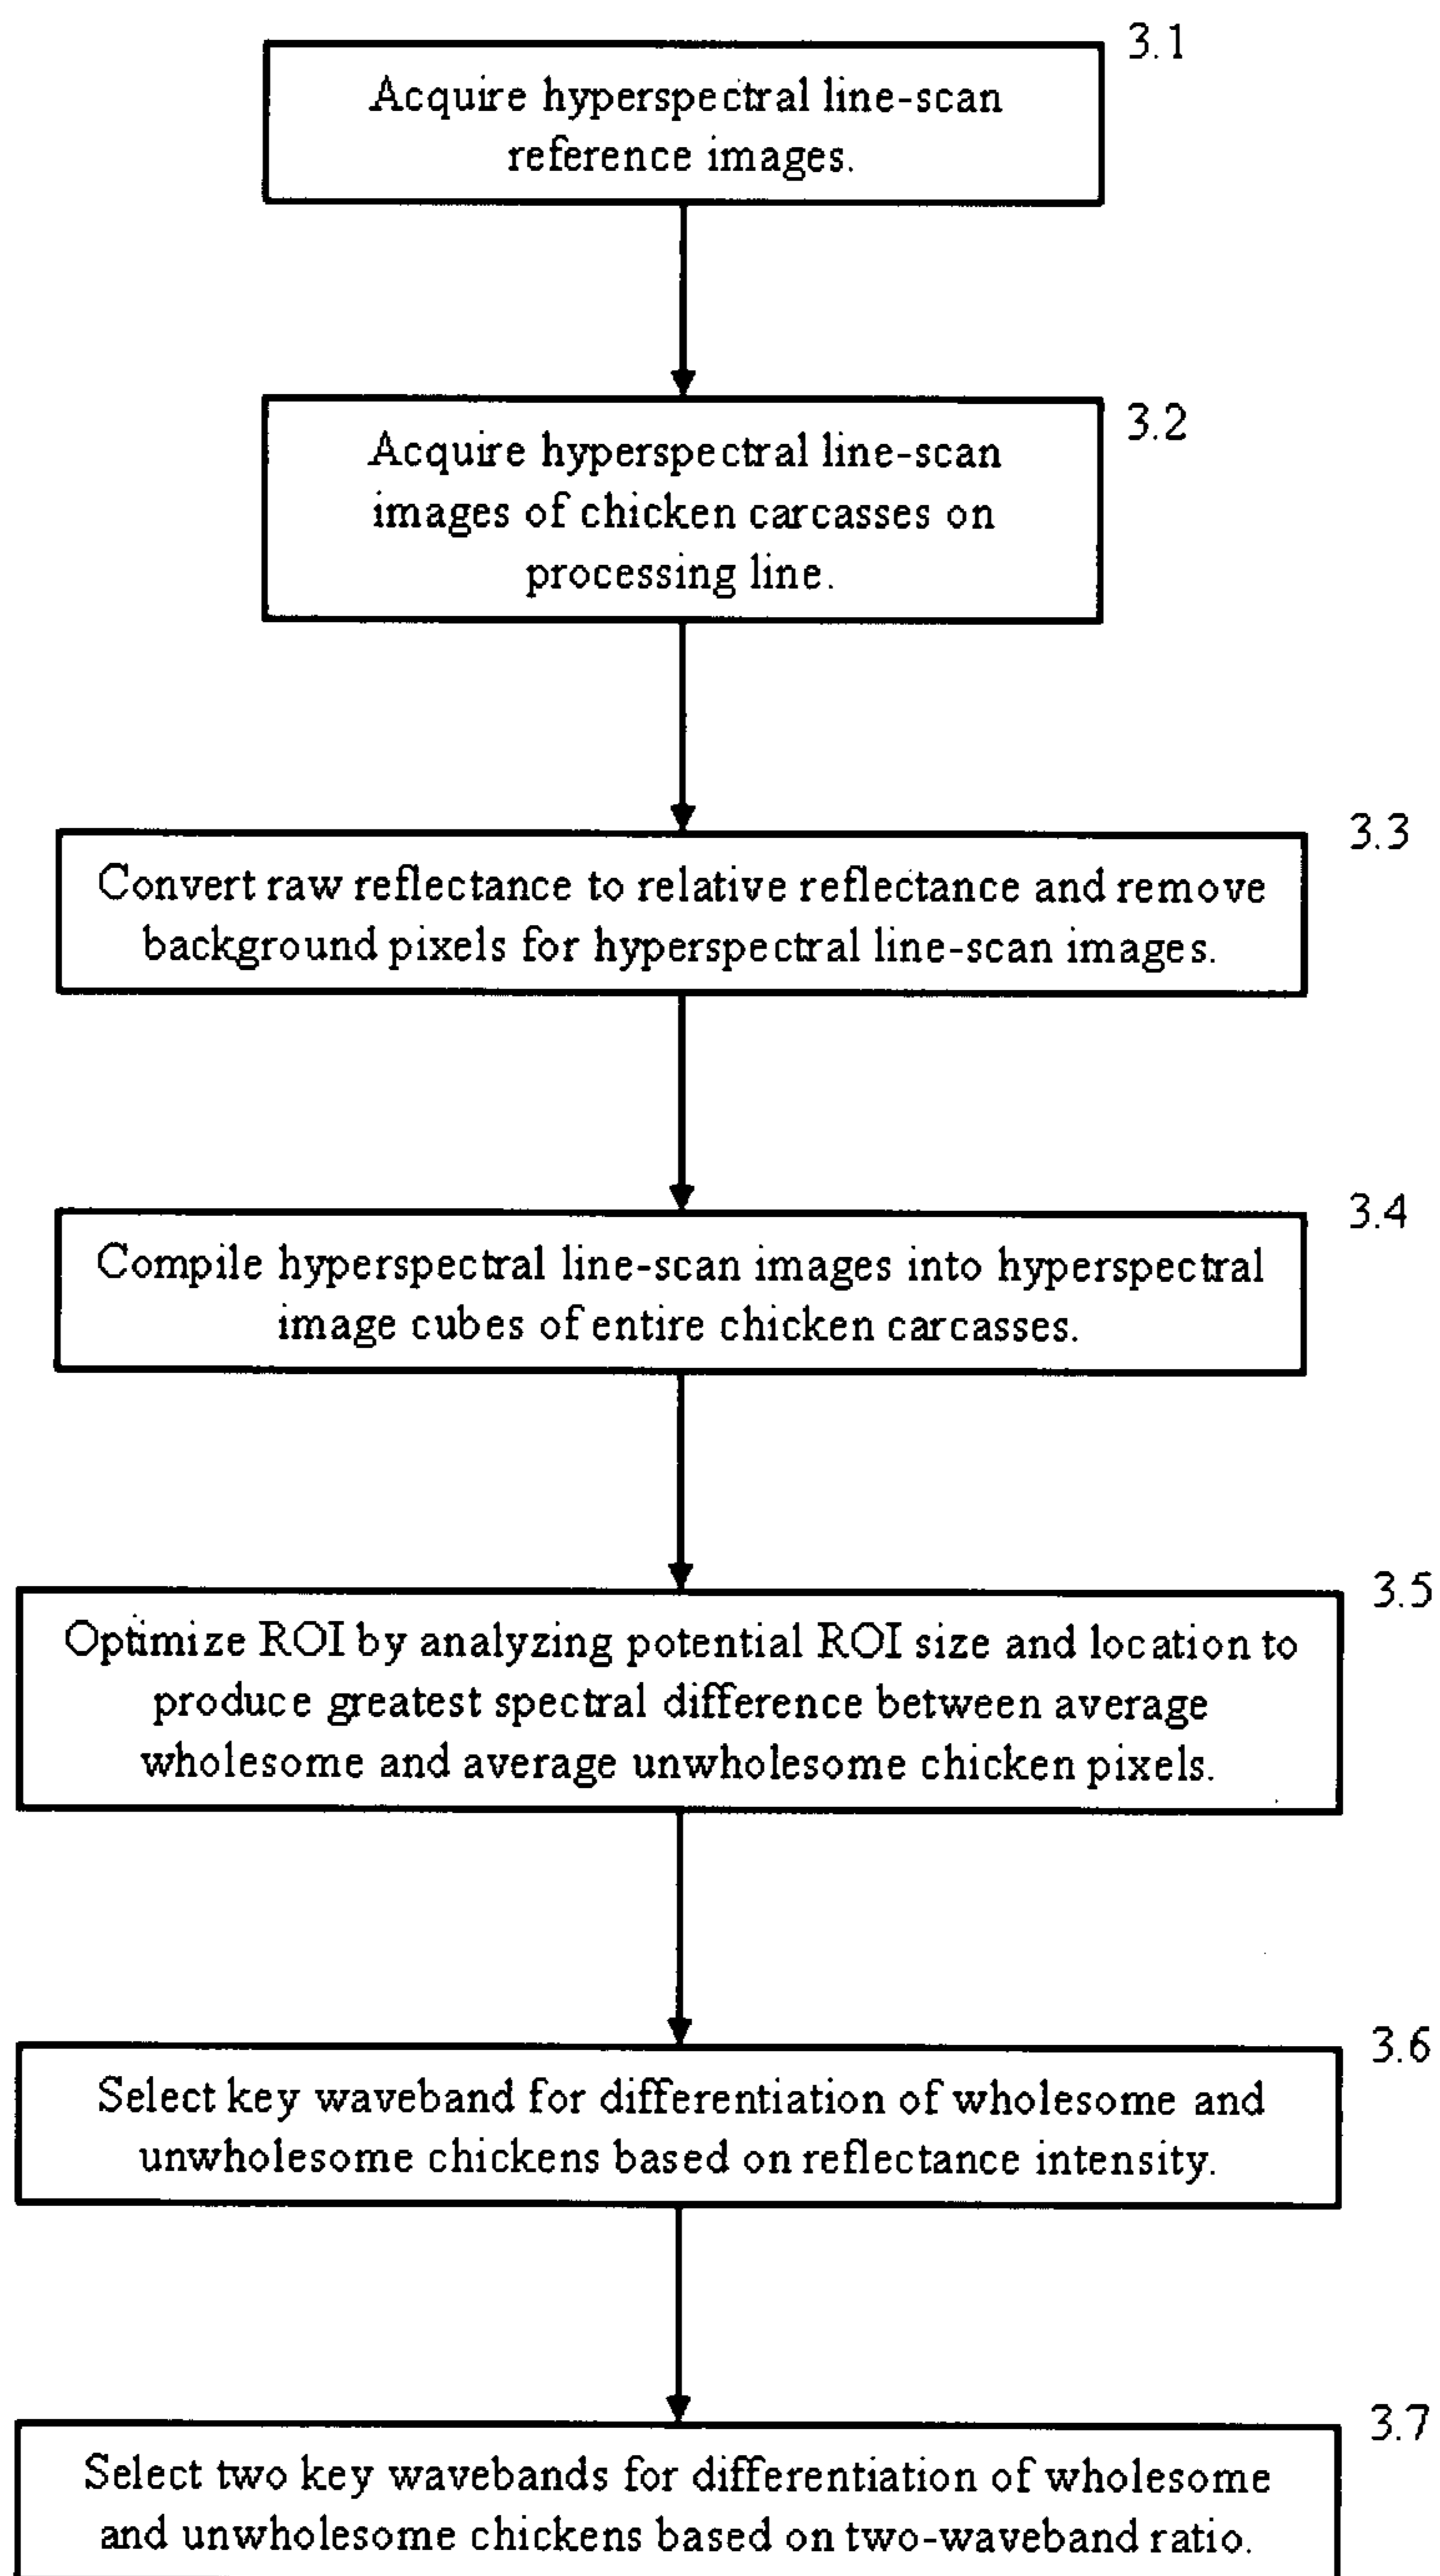 3.1
Acquire hyperspectral line-scan
reference images.
3.2
Acquire hyperspectral line-scan
images of chicken carcasses on
processing line.
3.3
Convert raw reflectance to relative reflectance and remove
background pixels for hyperspectral line-scan images.
3.4
Compile hyperspectral line-scan images into hyperspectral
image cubes of entire chicken carcasses.
3.5
Optimize ROI by analyzing potential ROI size and location to
produce greatest spectral difference between average
wholesome and average unwholesome chicken pixels.
3.6
Select key waveband for differentiation of wholesome and
unwholesome chickens based on reflectance intensity.
3.7
Select two key wavebands for differentiation of wholesome
and unwholesome chickens based on two-waveband ratio.